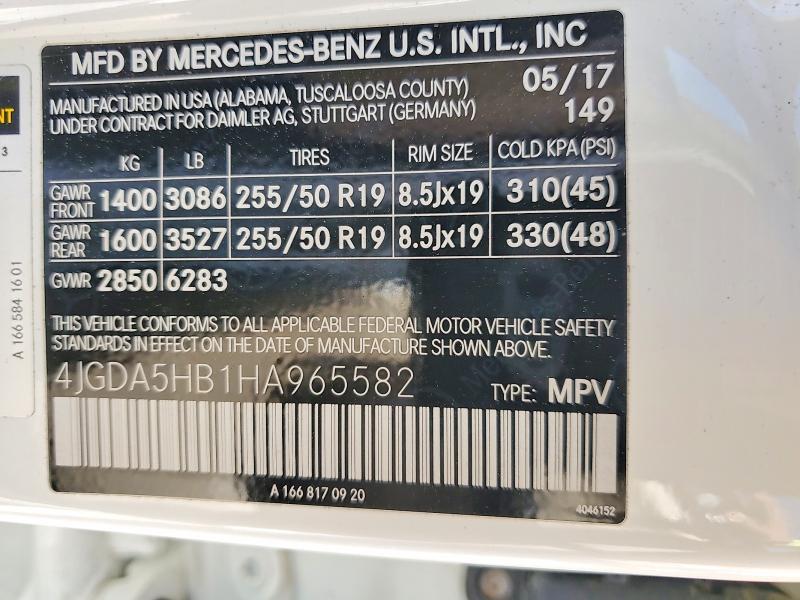 MFD BY MERCEDES-BENZ U.S. INTL., INC
MANUFACTURED IN USA (ALABAMA, TUSCALOOSA COUNTY) 05/17
UNDER CONTRACT FOR DAIMLER AG, STUTTGART (GERMANY) 149
KG LB TIRES RIM SIZE COLD KPA (PSI)
GAWR FRONT 1400 3086 255/50 R19 8.5Jx19 310(45)
GAWR REAR 1600 3527 255/50 R19 8.5Jx19 330(48)
GVWR 2850 6283
THIS VEHICLE CONFORMS TO ALL APPLICABLE FEDERAL MOTOR VEHICLE SAFETY
STANDARDS IN EFFECT ON THE DATE OF MANUFACTURE SHOWN ABOVE.
4JGDA5HB1HA965582 TYPE: MPV
A 166 817 09 20
4046152
A 166 584 16 01
3